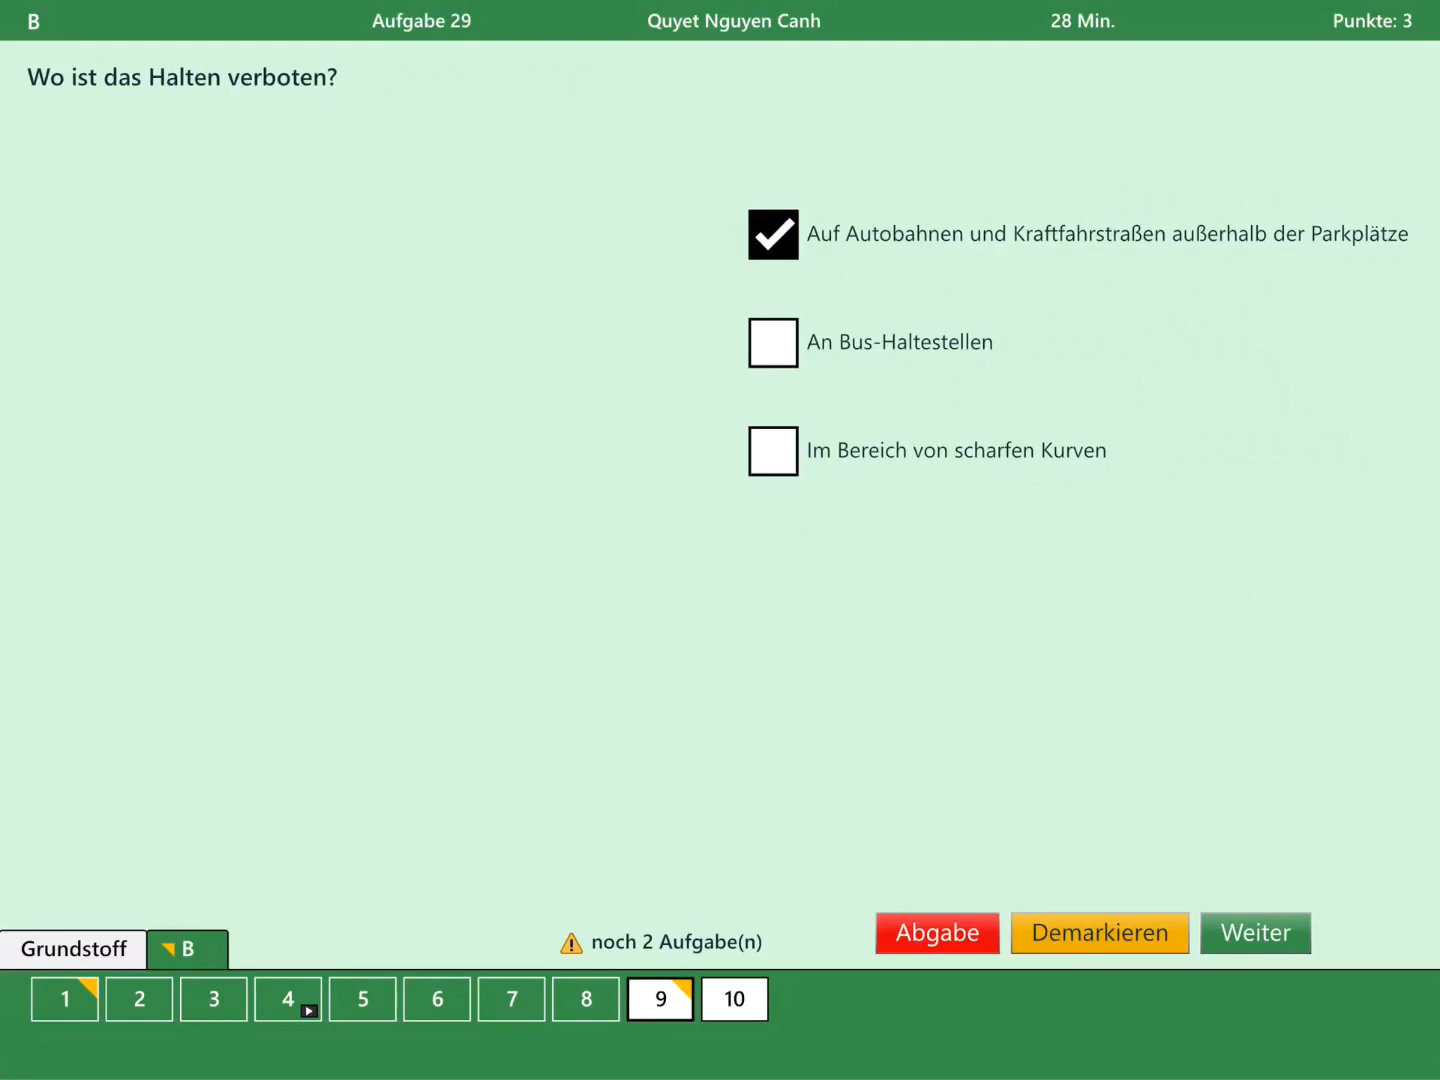 B
Aufgabe 29
Quyet Nguyen Canh
28 Min.
Punkte: 3
Wo ist das Halten verboten?
Auf Autobahnen und Kraftfahrstraßen außerhalb der Parkplätze
An Bus-Haltestellen
Im Bereich von scharfen Kurven
Grundstoff
B
noch 2 Aufgabe(n)
Abgabe
Demarkieren
Weiter
1
2
3
4
5
6
7
8
9
10